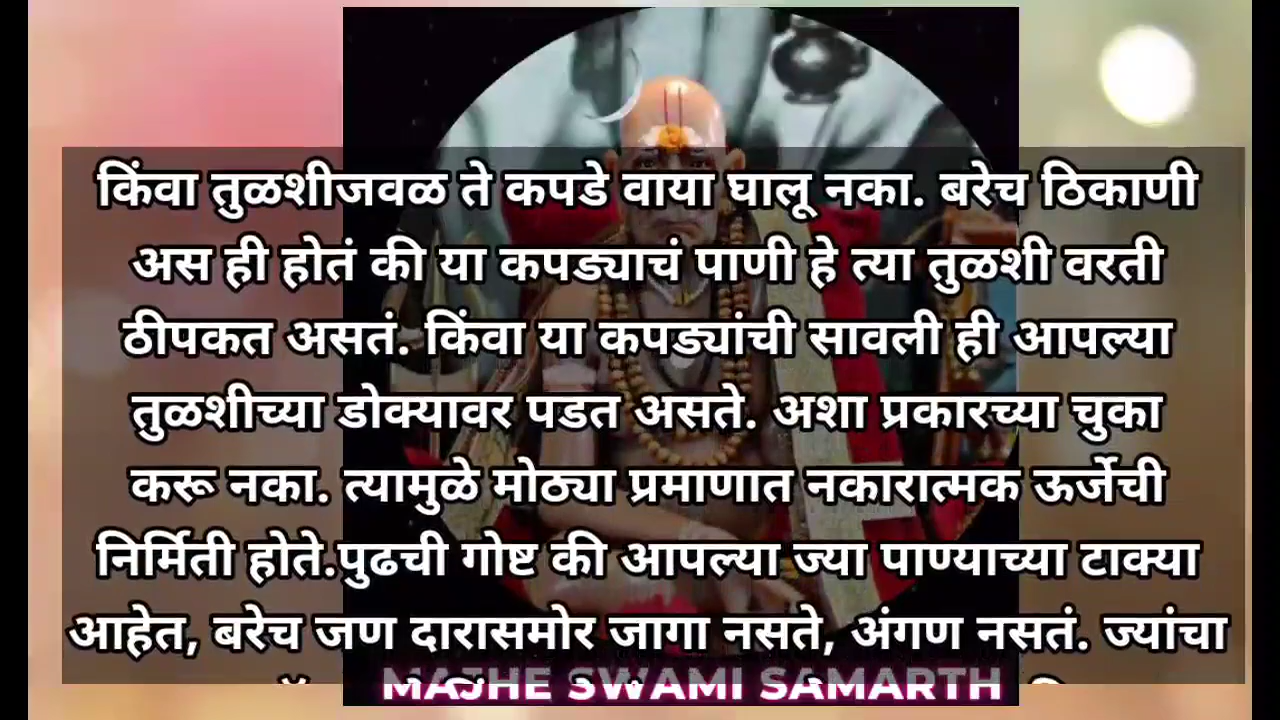 किंवा तुळशीजवळ ते कपडे वाया घालू नका. बरेच ठिकाणी
अस ही होतं की या कपड्याचं पाणी हे त्या तुळशी वरती
ठीपकत असतं. किंवा या कपड्यांची सावली ही आपल्या
तुळशीच्या डोक्यावर पडत असते. अशा प्रकारच्या चुका
करू नका. त्यामुळे मोठ्या प्रमाणात नकारात्मक ऊर्जेची
निर्मिती होते.पुढची गोष्ट की आपल्या ज्या पाण्याच्या टाक्या
आहेत, बरेच जण दारासमोर जागा नसते, अंगण नसतं. ज्यांचा
MAJHE SWAMI SAMARTH